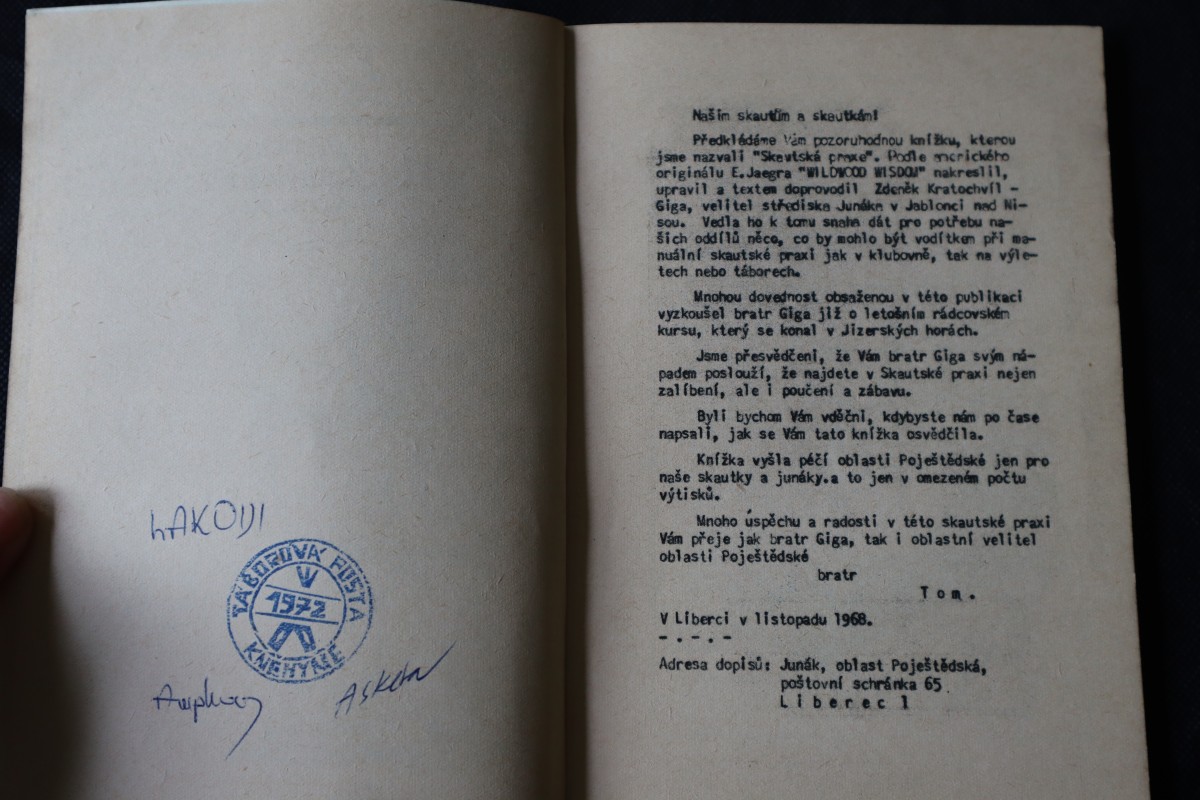 LAKOIJI
TÁBOROVÁ POŠTA
1972
KNĚHYNĚ
Našim skautům a skautkám!
Předkládáme Vám pozoruhodnou knížku, kterou
jsme nazvali "Skautská praxe". Podle amerického
originálu E.Jaegra "WILDWOOD WISDOM" nakreslil,
upravil a textem doprovodil Zdeněk Kratochvíl -
Giga, velitel střediska Junáka v Jablonci nad Ni-
sou. Vedla ho k tomu snaha dát pro potřebu na-
šich oddílů něco, co by mohlo být vodítkem při ma-
nuální skautské praxi jak v klubovně, tak na výle-
tech nebo táborech.
Mnohou dovednost obsaženou v této publikaci
vyzkoušel bratr Giga již o letošním rádcovském
kursu, který se konal v Jizerských horách.
Jsme přesvědčeni, že Vám bratr Giga svým ná-
padem poslouží, že najdete v Skautské praxi nejen
zalíbení, ale i poučení a zábavu.
Byli bychom Vám vděčni, kdybyste nám po čase
napsali, jak se Vám tato knížka osvědčila.
Knížka vyšla péčí oblasti Poještědské jen pro
naše skautky a junáky.a to jen v omezeném počtu
výtisků.
Mnoho úspěchu a radosti v této skautské praxi
Vám přeje jak bratr Giga, tak i oblastní velitel
oblasti Poještědské
bratr
T o m .
V Liberci v listopadu 1968.
- . - . -
Adresa dopisů: Junák, oblast Poještědská,
poštovní schránka 65
L i b e r e c 1